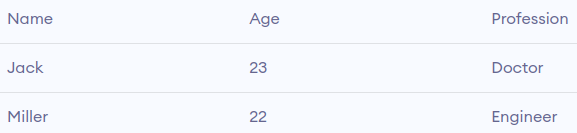 Name Age Profession
Jack 23 Doctor
Miller 22 Engineer